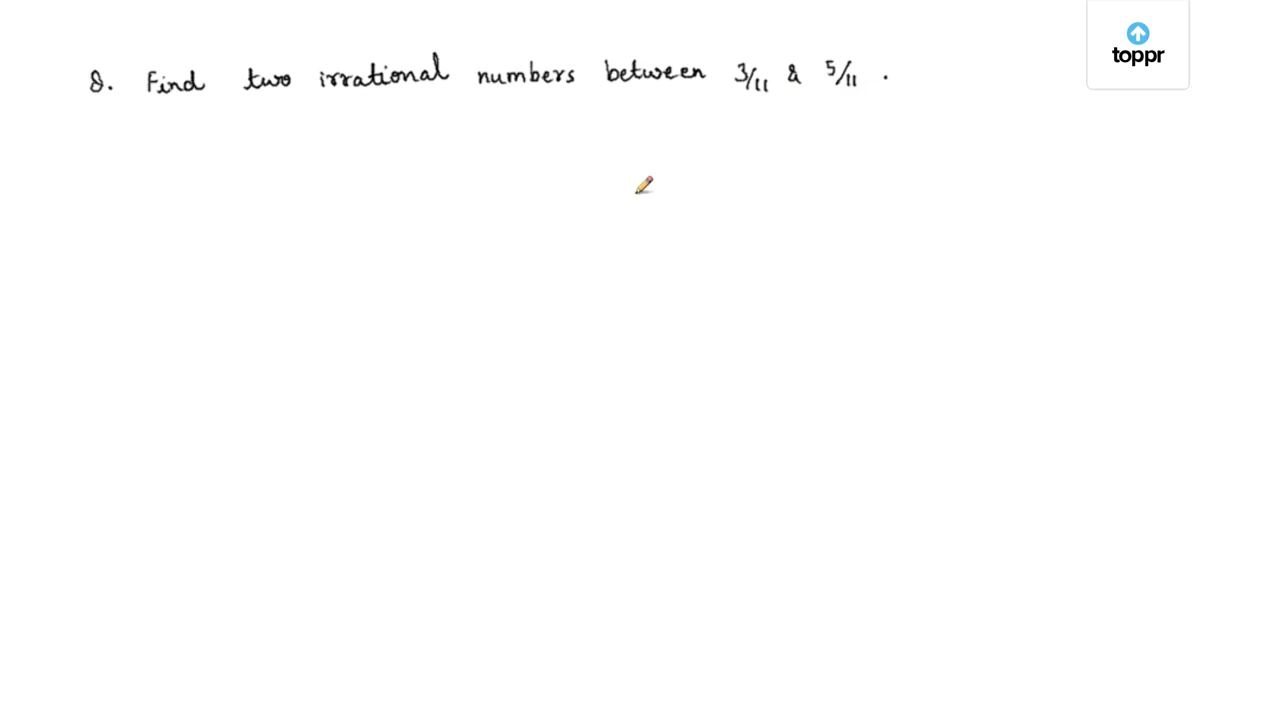 Q. Find two irrational numbers between 3/11 & 5/11 .
toppr